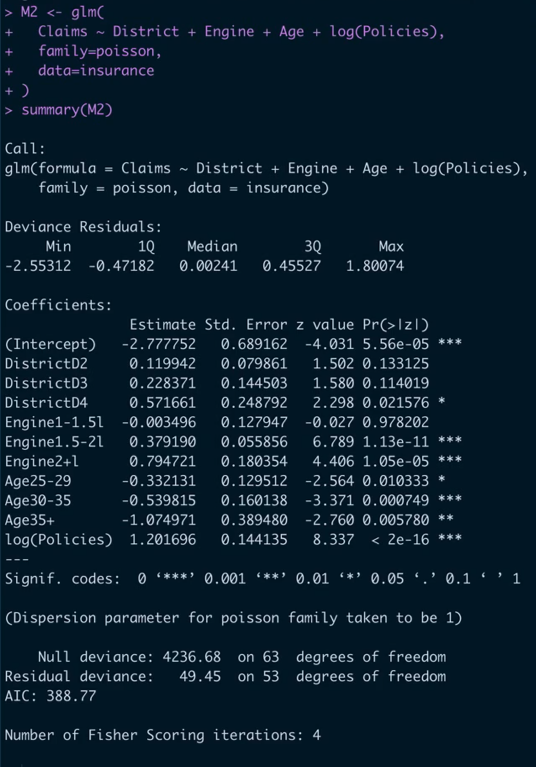 > M2 <- glm(
+   Claims ~ District + Engine + Age + log(Policies),
+   family=poisson,
+   data=insurance
+ )
> summary(M2)

Call:
glm(formula = Claims ~ District + Engine + Age + log(Policies),
    family = poisson, data = insurance)

Deviance Residuals:
     Min       1Q   Median       3Q      Max
-2.55312 -0.47182  0.00241  0.45527  1.80074

Coefficients:
              Estimate Std. Error z value Pr(>|z|)
(Intercept)  -2.777752   0.689162  -4.031 5.56e-05 ***
DistrictD2    0.119942   0.079861   1.502 0.133125
DistrictD3    0.228371   0.144503   1.580 0.114019
DistrictD4    0.571661   0.248792   2.298 0.021576 *
Engine1-1.5l -0.003496   0.127947  -0.027 0.978202
Engine1.5-2l  0.379190   0.055856   6.789 1.13e-11 ***
Engine2+l     0.794721   0.180354   4.406 1.05e-05 ***
Age25-29     -0.332131   0.129512  -2.564 0.010333 *
Age30-35     -0.539815   0.160138  -3.371 0.000749 ***
Age35+       -1.074971   0.389480  -2.760 0.005780 **
log(Policies) 1.201696   0.144135   8.337  < 2e-16 ***
---
Signif. codes:  0 ‘***’ 0.001 ‘**’ 0.01 ‘*’ 0.05 ‘.’ 0.1 ‘ ’ 1

(Dispersion parameter for poisson family taken to be 1)

    Null deviance: 4236.68  on 63  degrees of freedom
Residual deviance:   49.45  on 53  degrees of freedom
AIC: 388.77

Number of Fisher Scoring iterations: 4